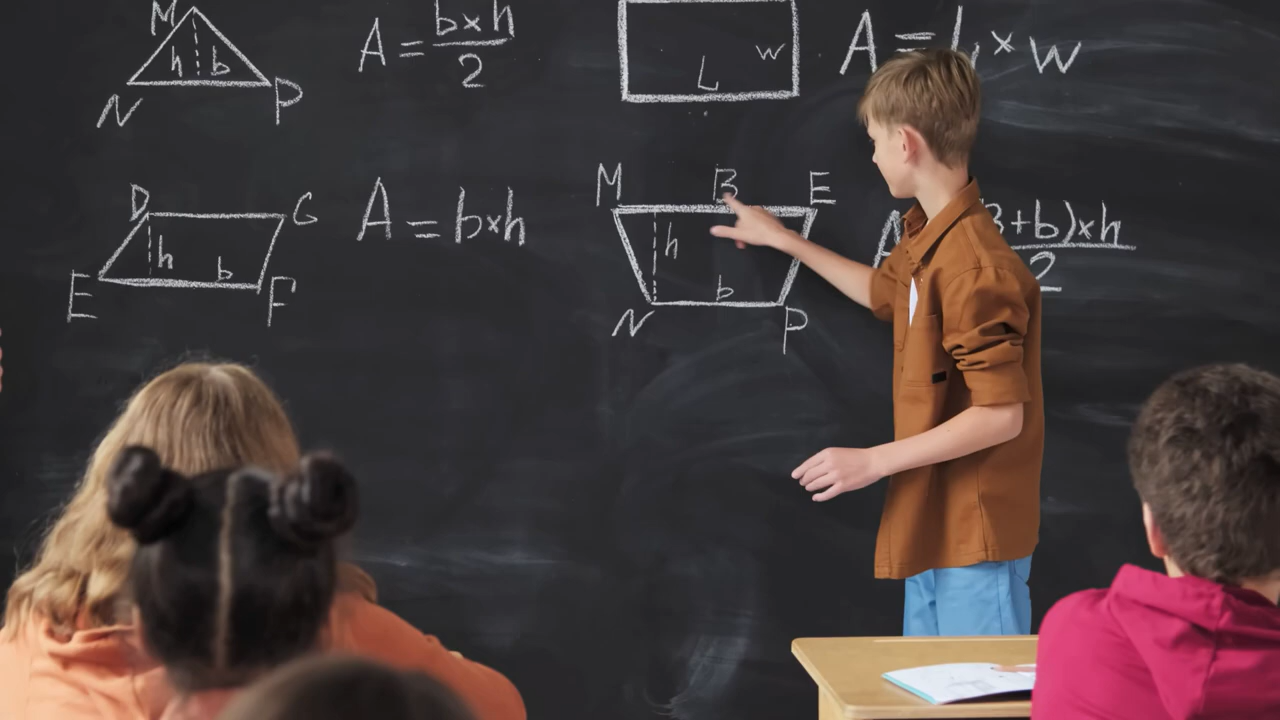 M
h b
N P
A = b×h
2
L w
A = L × w
D G
h b
E F
A = b×h
M B E
h
b
N P
+b)×h
2